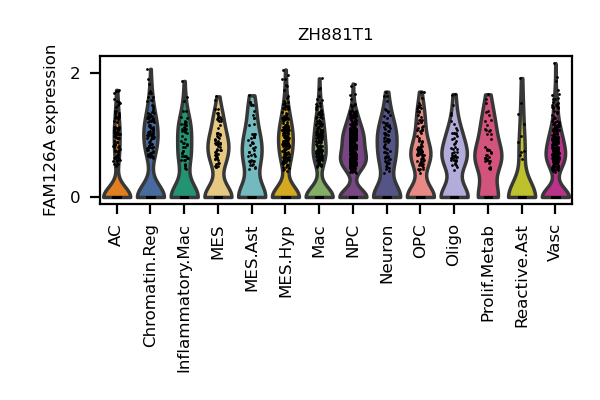 ZH881T1
FAM126A expression
2
0
AC
Chromatin.Reg
Inflammatory.Mac
MES
MES.Ast
MES.Hyp
Mac
NPC
Neuron
OPC
Oligo
Prolif.Metab
Reactive.Ast
Vasc